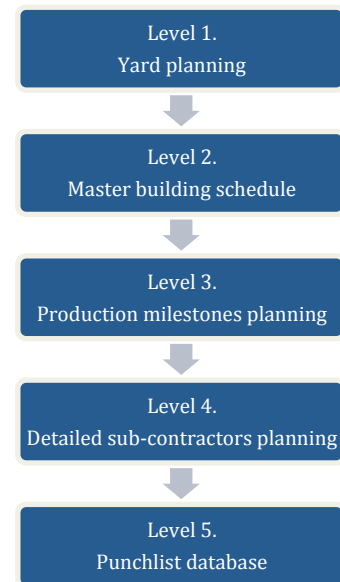 Level 1.
Yard planning
Level 2.
Master building schedule
Level 3.
Production milestones planning
Level 4.
Detailed sub-contractors planning
Level 5.
Punchlist database